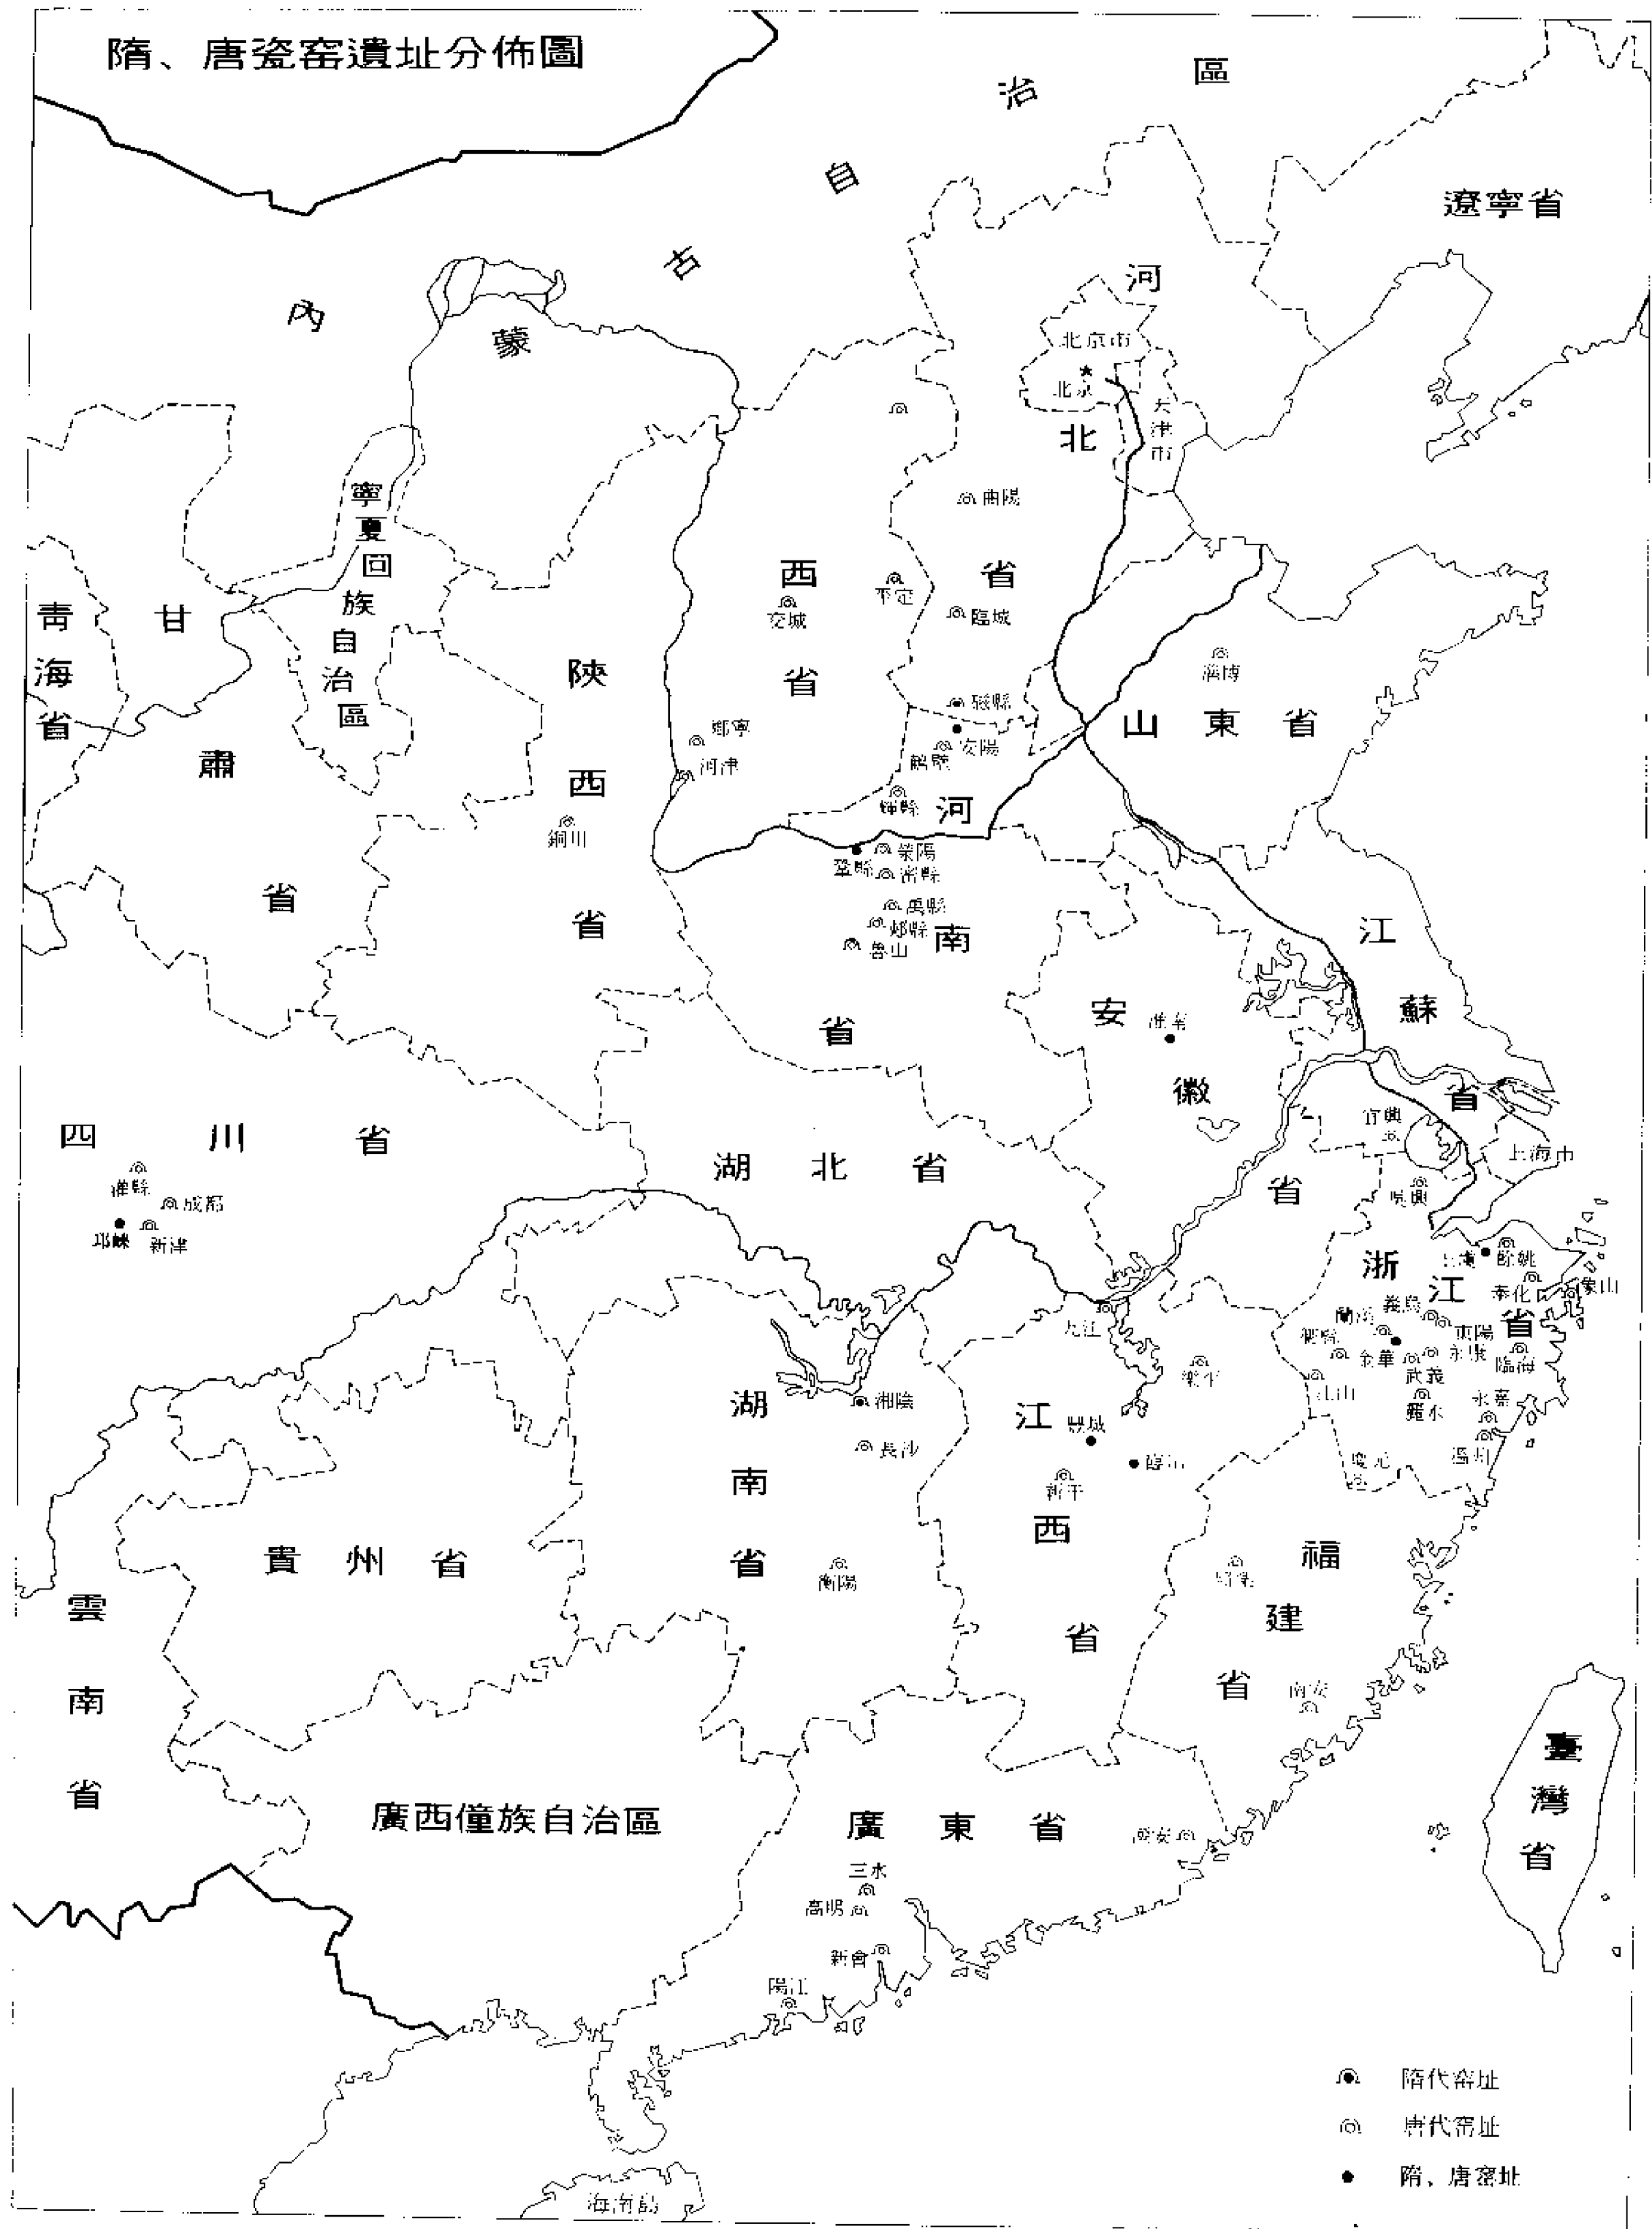 隋、唐瓷窑遺址分佈圖
內蒙古自治區
遼寧省
河北省
北京市
北京
天津市
曲陽
臨城
磁縣
寧夏回族自治區
青海省
甘肅省
陝西省
銅川
西省
平定
交城
鄉寧
河津
山東省
淄博
安陽
鶴壁
輝縣
河南省
滎陽
鞏縣
密縣
禹縣
郟縣
魯山
江蘇省
宜興
上海市
安徽省
淮南
四川省
灌縣
成都
邛崍
新津
湖北省
浙江省
吳興
上虞
餘姚
奉化
象山
義烏
蘭溪
東陽
衢縣
金華
永康
武義
臨海
江山
麗水
永嘉
溫州
慶元
湖南省
湘陰
長沙
衡陽
江西省
九江
樂平
豐城
臨川
新干
貴州省
福建省
南安
雲南省
臺灣省
廣西僮族自治區
廣東省
三水
高明
新會
陽江
海南島
隋代窑址
唐代窑址
隋、唐窑址